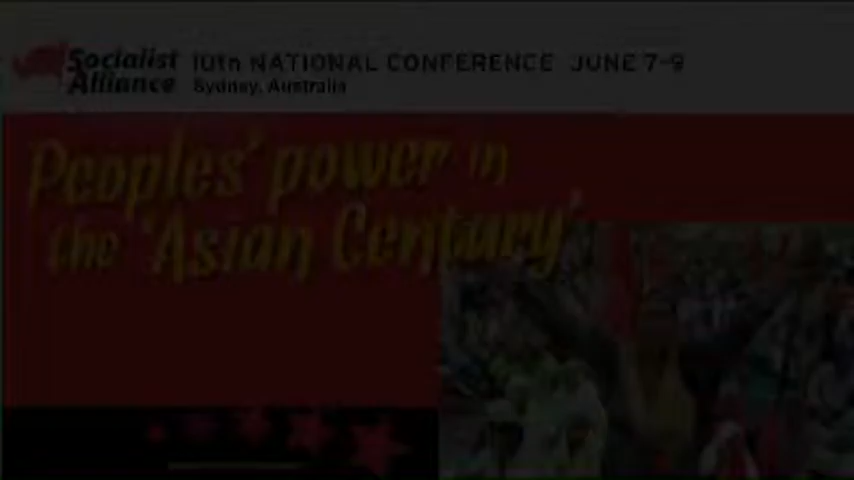 Socialist Alliance
10th NATIONAL CONFERENCE JUNE 7-9
Sydney, Australia
Peoples' power in
the 'Asian Century'